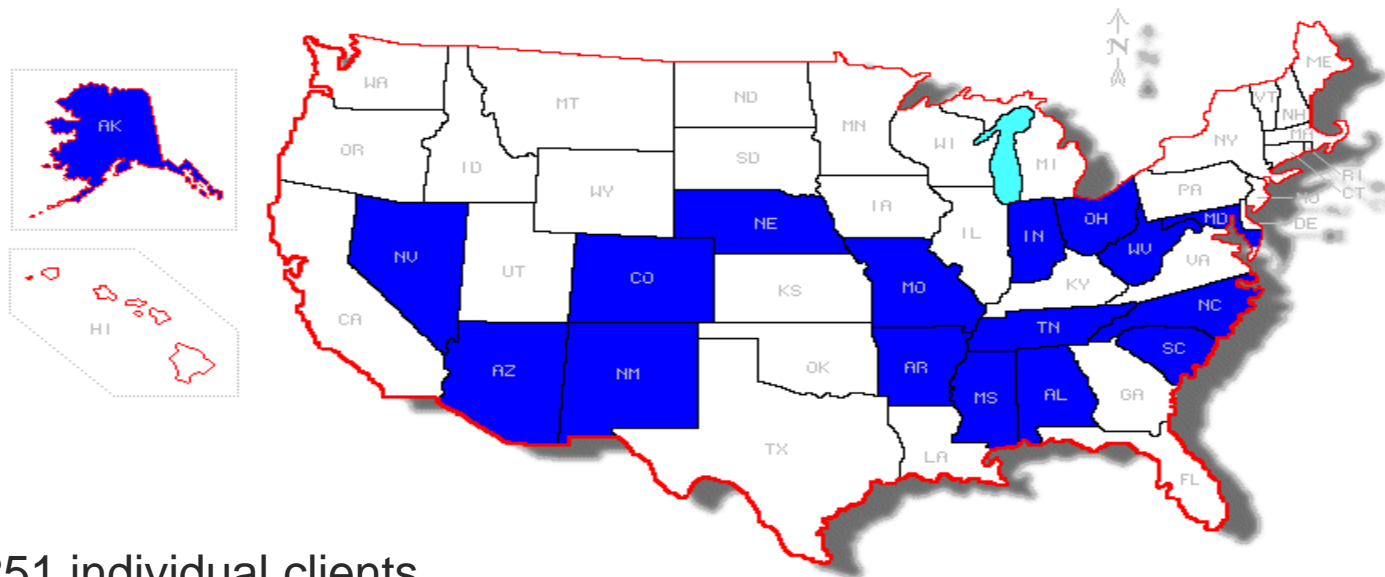 N
ME
WA
VT
NH
MT
ND
MN
MA
NY
AK
OR
WI
MI
RI
ID
SD
CT
WY
PA
IA
OH
NE
MD
DE
IL
IN
WV
NV
UT
CO
VA
KS
MO
KY
CA
HI
NC
TN
SC
AZ
NM
OK
AR
GA
MS
AL
TX
LA
FL
individual clients